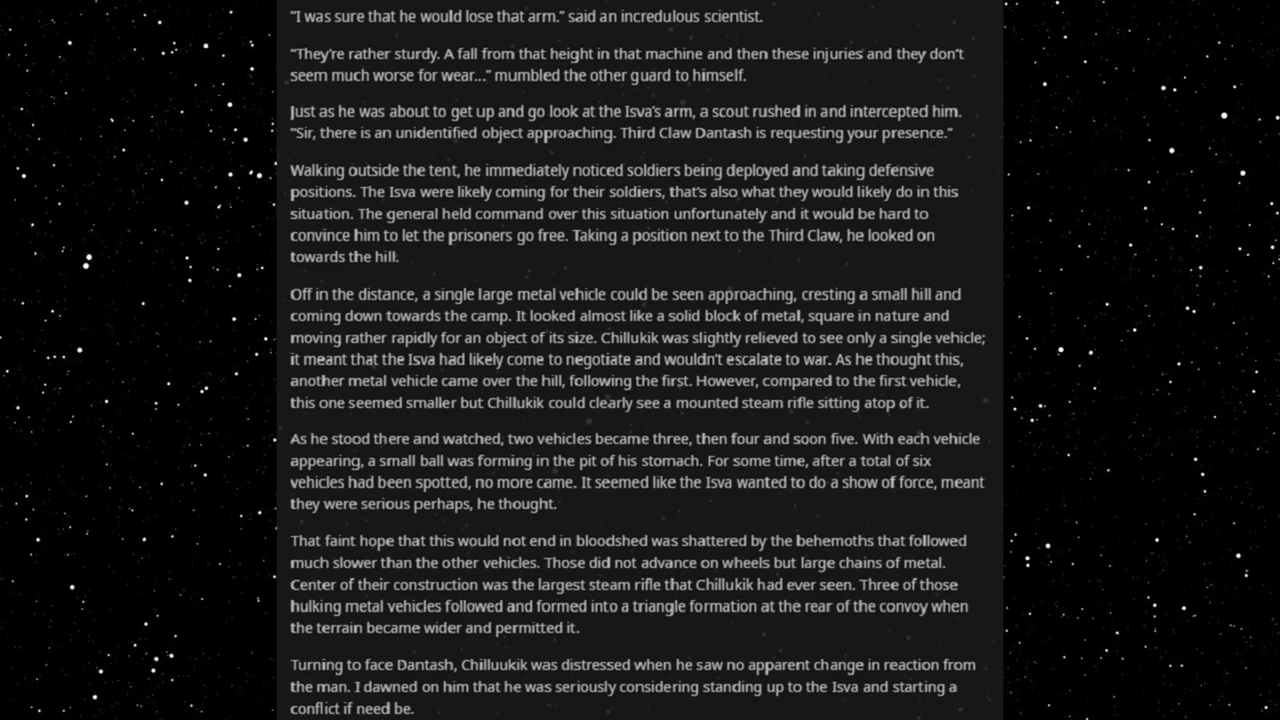 “I was sure that he would lose that arm.” said an incredulous scientist.
“They’re rather sturdy. A fall from that height in that machine and then these injuries and they don’t
seem much worse for wear...” mumbled the other guard to himself.
Just as he was about to get up and go look at the Isva’s arm, a scout rushed in and intercepted him.
“Sir, there is an unidentified object approaching. Third Claw Dantash is requesting your presence.”
Walking outside the tent, he immediately noticed soldiers being deployed and taking defensive
positions. The Isva were likely coming for their soldiers, that’s also what they would likely do in this
situation. The general held command over this situation unfortunately and it would be hard to
convince him to let the prisoners go free. Taking a position next to the Third Claw, he looked on
towards the hill.
Off in the distance, a single large metal vehicle could be seen approaching, cresting a small hill and
coming down towards the camp. It looked almost like a solid block of metal, square in nature and
moving rather rapidly for an object of its size. Chillukik was slightly relieved to see only a single vehicle;
it meant that the Isva had likely come to negotiate and wouldn’t escalate to war. As he thought this,
another metal vehicle came over the hill, following the first. However, compared to the first vehicle,
this one seemed smaller but Chillukik could clearly see a mounted steam rifle sitting atop of it.
As he stood there and watched, two vehicles became three, then four and soon five. With each vehicle
appearing, a small ball was forming in the pit of his stomach. For some time, after a total of six
vehicles had been spotted, no more came. It seemed like the Isva wanted to do a show of force, meant
they were serious perhaps, he thought.
That faint hope that this would not end in bloodshed was shattered by the behemoths that followed
much slower than the other vehicles. Those did not advance on wheels but large chains of metal.
Center of their construction was the largest steam rifle that Chillukik had ever seen. Three of those
hulking metal vehicles followed and formed into a triangle formation at the rear of the convoy when
the terrain became wider and permitted it.
Turning to face Dantash, Chilluukik was distressed when he saw no apparent change in reaction from
the man. I dawned on him that he was seriously considering standing up to the Isva and starting a
conflict if need be.